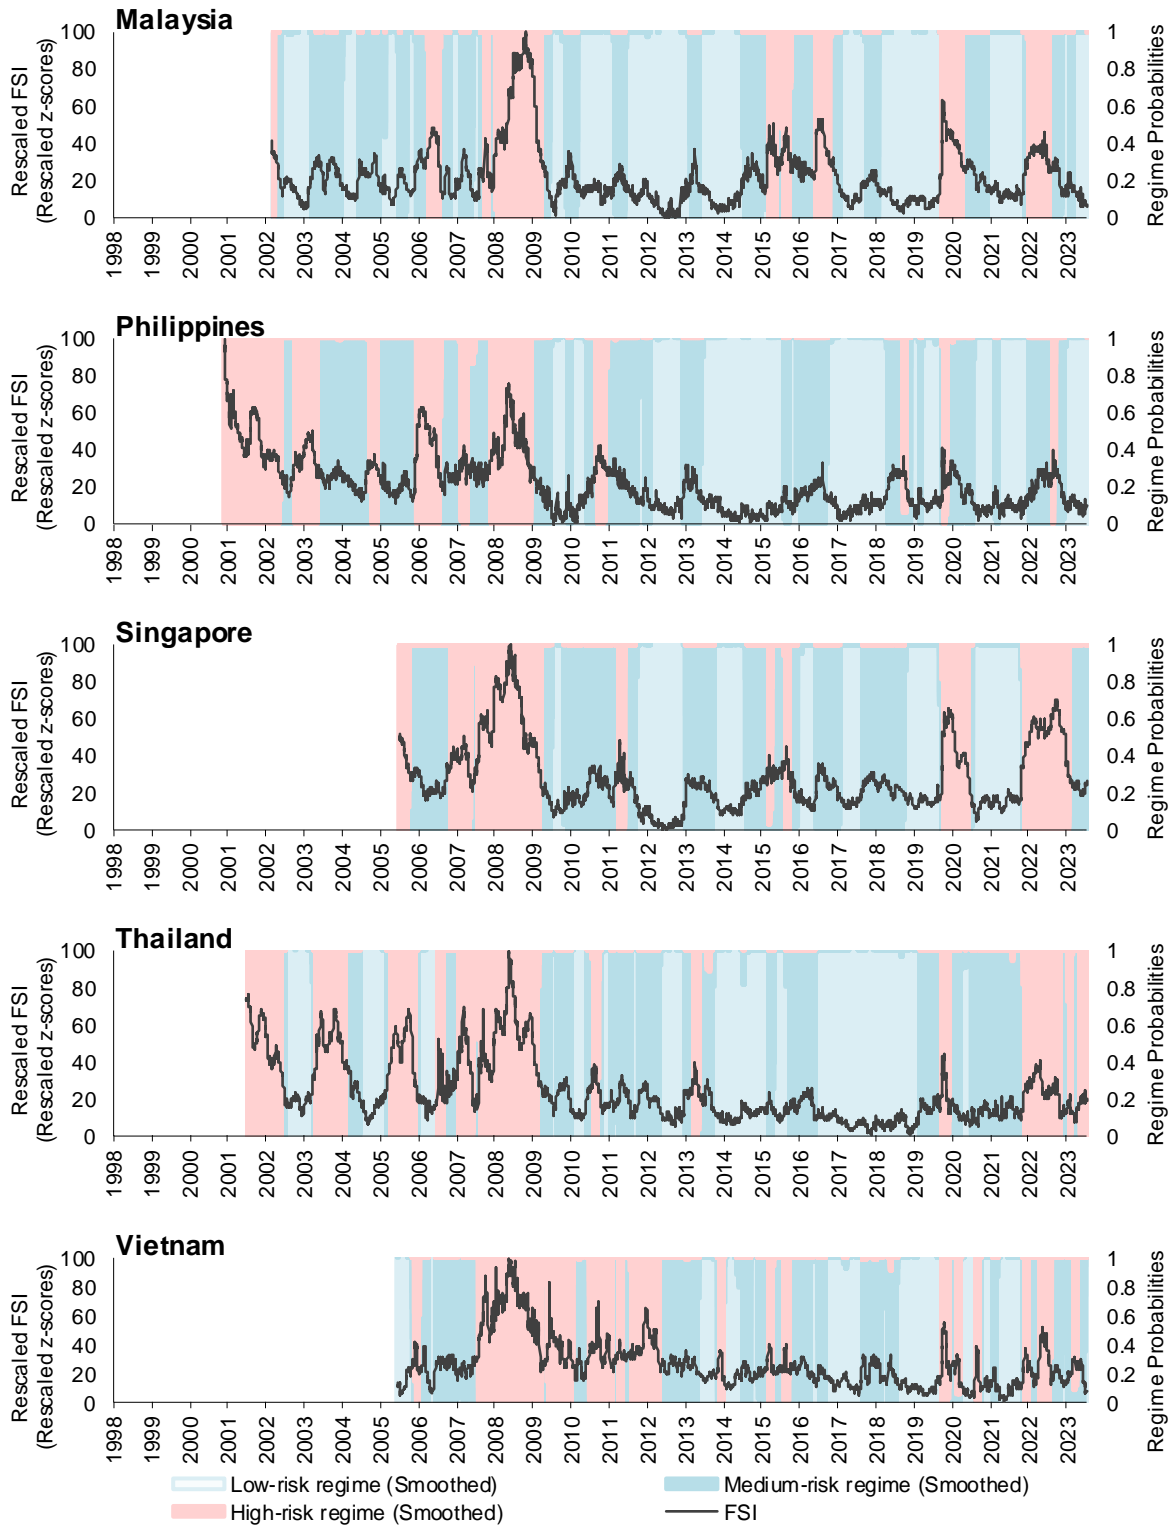 Malaysia
Rescaled FSI
(Rescaled z-scores)
100
80
60
40
20
0
1
0.8
0.6
0.4
0.2
0
Regime Probabilities
1998 1999 2000 2001 2002 2003 2004 2005 2006 2007 2008 2009 2010 2011 2012 2013 2014 2015 2016 2017 2018 2019 2020 2021 2022 2023
Philippines
Rescaled FSI
(Rescaled z-scores)
100
80
60
40
20
0
1
0.8
0.6
0.4
0.2
0
Regime Probabilities
1998 1999 2000 2001 2002 2003 2004 2005 2006 2007 2008 2009 2010 2011 2012 2013 2014 2015 2016 2017 2018 2019 2020 2021 2022 2023
Singapore
Rescaled FSI
(Rescaled z-scores)
100
80
60
40
20
0
1
0.8
0.6
0.4
0.2
0
Regime Probabilities
1998 1999 2000 2001 2002 2003 2004 2005 2006 2007 2008 2009 2010 2011 2012 2013 2014 2015 2016 2017 2018 2019 2020 2021 2022 2023
Thailand
Rescaled FSI
(Rescaled z-scores)
100
80
60
40
20
0
1
0.8
0.6
0.4
0.2
0
Regime Probabilities
1998 1999 2000 2001 2002 2003 2004 2005 2006 2007 2008 2009 2010 2011 2012 2013 2014 2015 2016 2017 2018 2019 2020 2021 2022 2023
Vietnam
Rescaled FSI
(Rescaled z-scores)
100
80
60
40
20
0
1
0.8
0.6
0.4
0.2
0
Regime Probabilities
1998 1999 2000 2001 2002 2003 2004 2005 2006 2007 2008 2009 2010 2011 2012 2013 2014 2015 2016 2017 2018 2019 2020 2021 2022 2023
Low-risk regime (Smoothed)
Medium-risk regime (Smoothed)
High-risk regime (Smoothed)
FSI